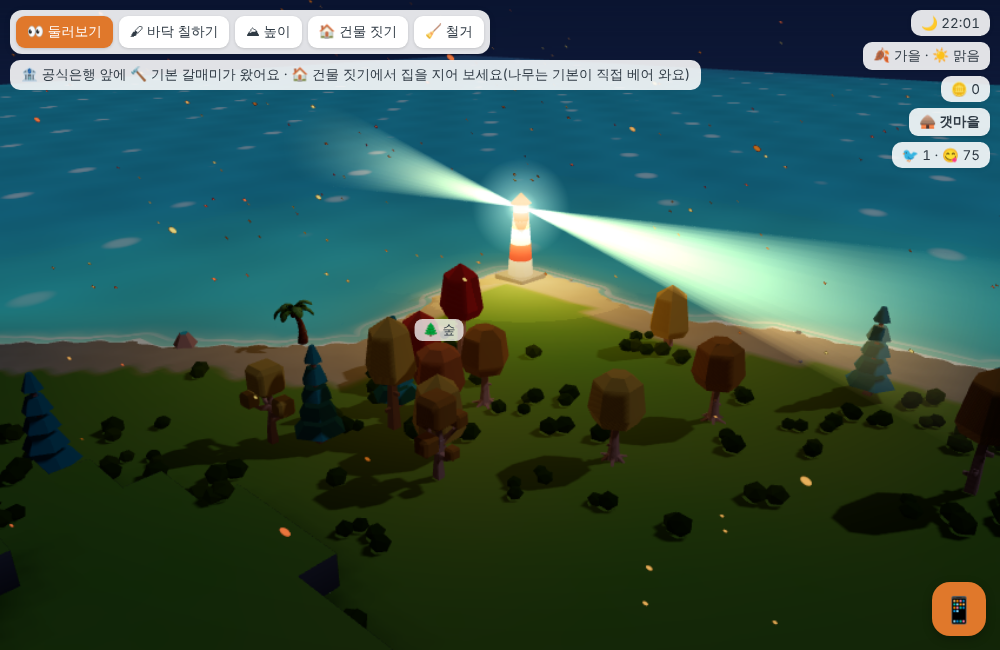 둘러보기 바닥 칠하기 높이 건물 짓기 철거
공식은행 앞에 기본 갈매미가 왔어요 · 건물 짓기에서 집을 지어 보세요(나무는 기본이 직접 베어 와요)
22:01
가을 · 맑음
0
갯마을
1 · 75
숲